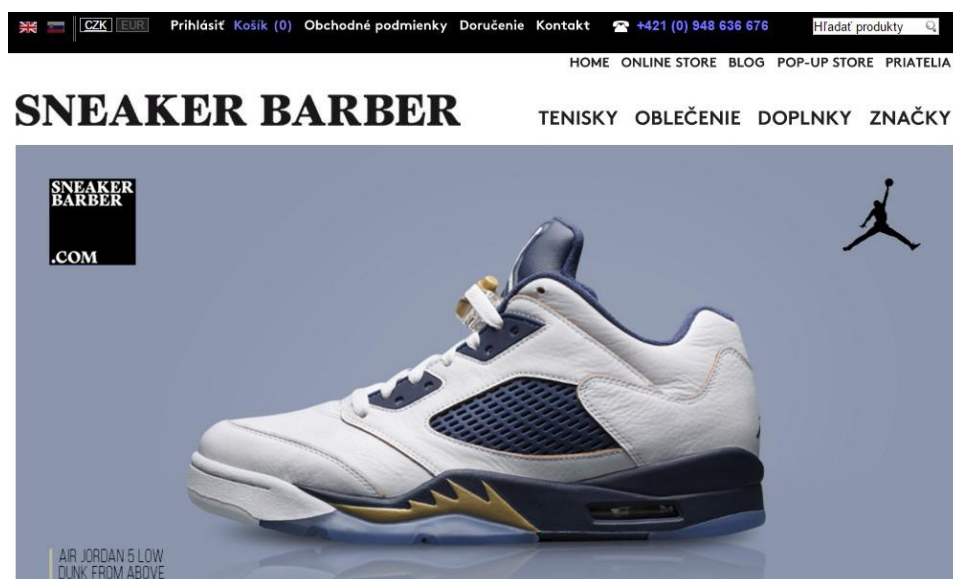 CZK EUR Prihlásiť Košík (0) Obchodné podmienky Doručenie Kontakt +421 (0) 948 636 676 Hľadať produkty
HOME ONLINE STORE BLOG POP-UP STORE PRIATELIA
SNEAKER BARBER TENISKY OBLEČENIE DOPLNKY ZNAČKY
SNEAKER
BARBER
.COM
AIR JORDAN 5 LOW
DUNK FROM ABOVE